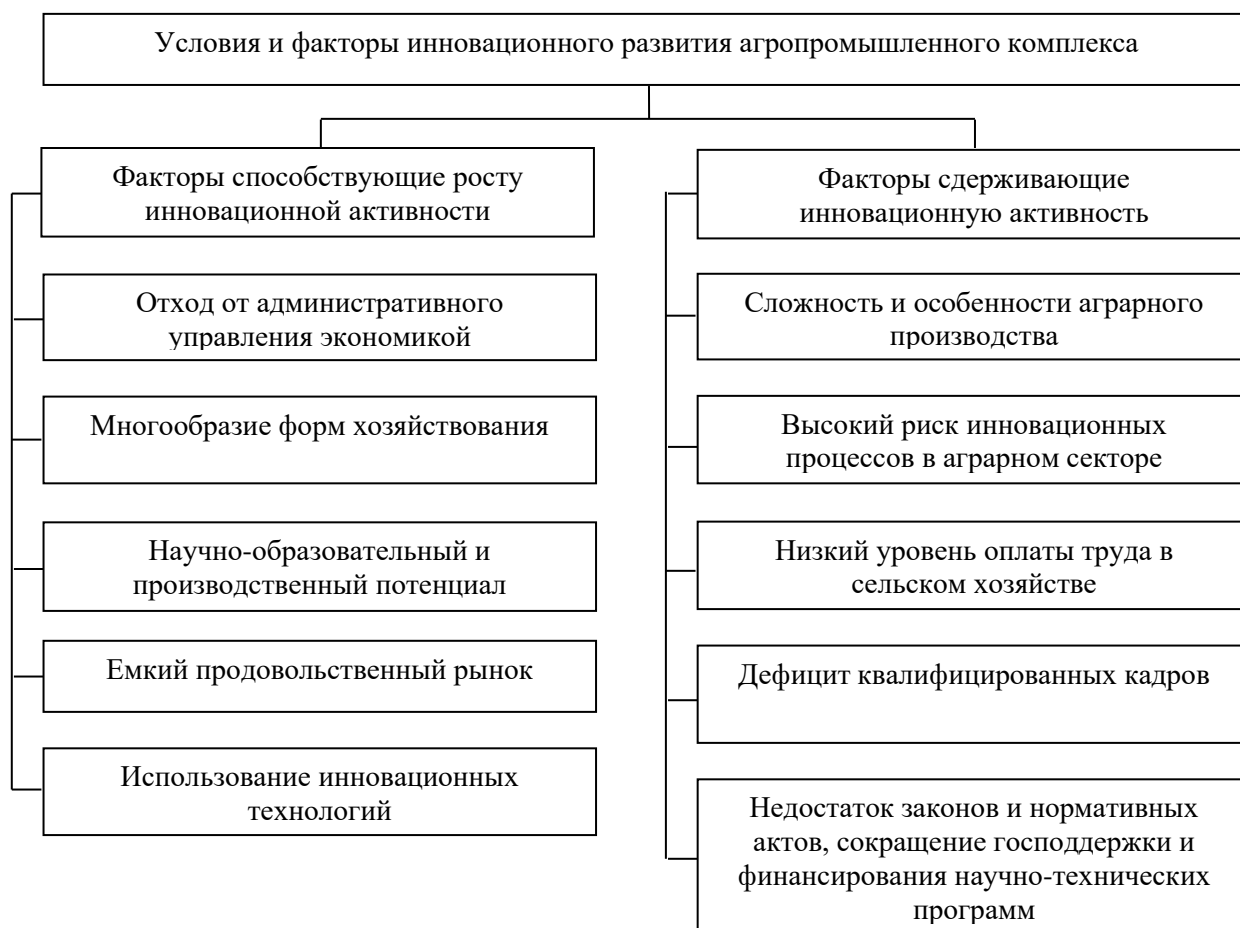 Условия и факторы инновационного развития агропромышленного комплекса
Факторы способствующие росту
инновационной активности
Отход от административного
управления экономикой
Многообразие форм хозяйствования
Научно-образовательный и
производственный потенциал
Емкий продовольственный рынок
Использование инновационных
технологий
Факторы сдерживающие
инновационную активность
Сложность и особенности аграрного
производства
Высокий риск инновационных
процессов в аграрном секторе
Низкий уровень оплаты труда в
сельском хозяйстве
Дефицит квалифицированных кадров
Недостаток законов и нормативных
актов, сокращение господдержки и
финансирования научно-технических
программ